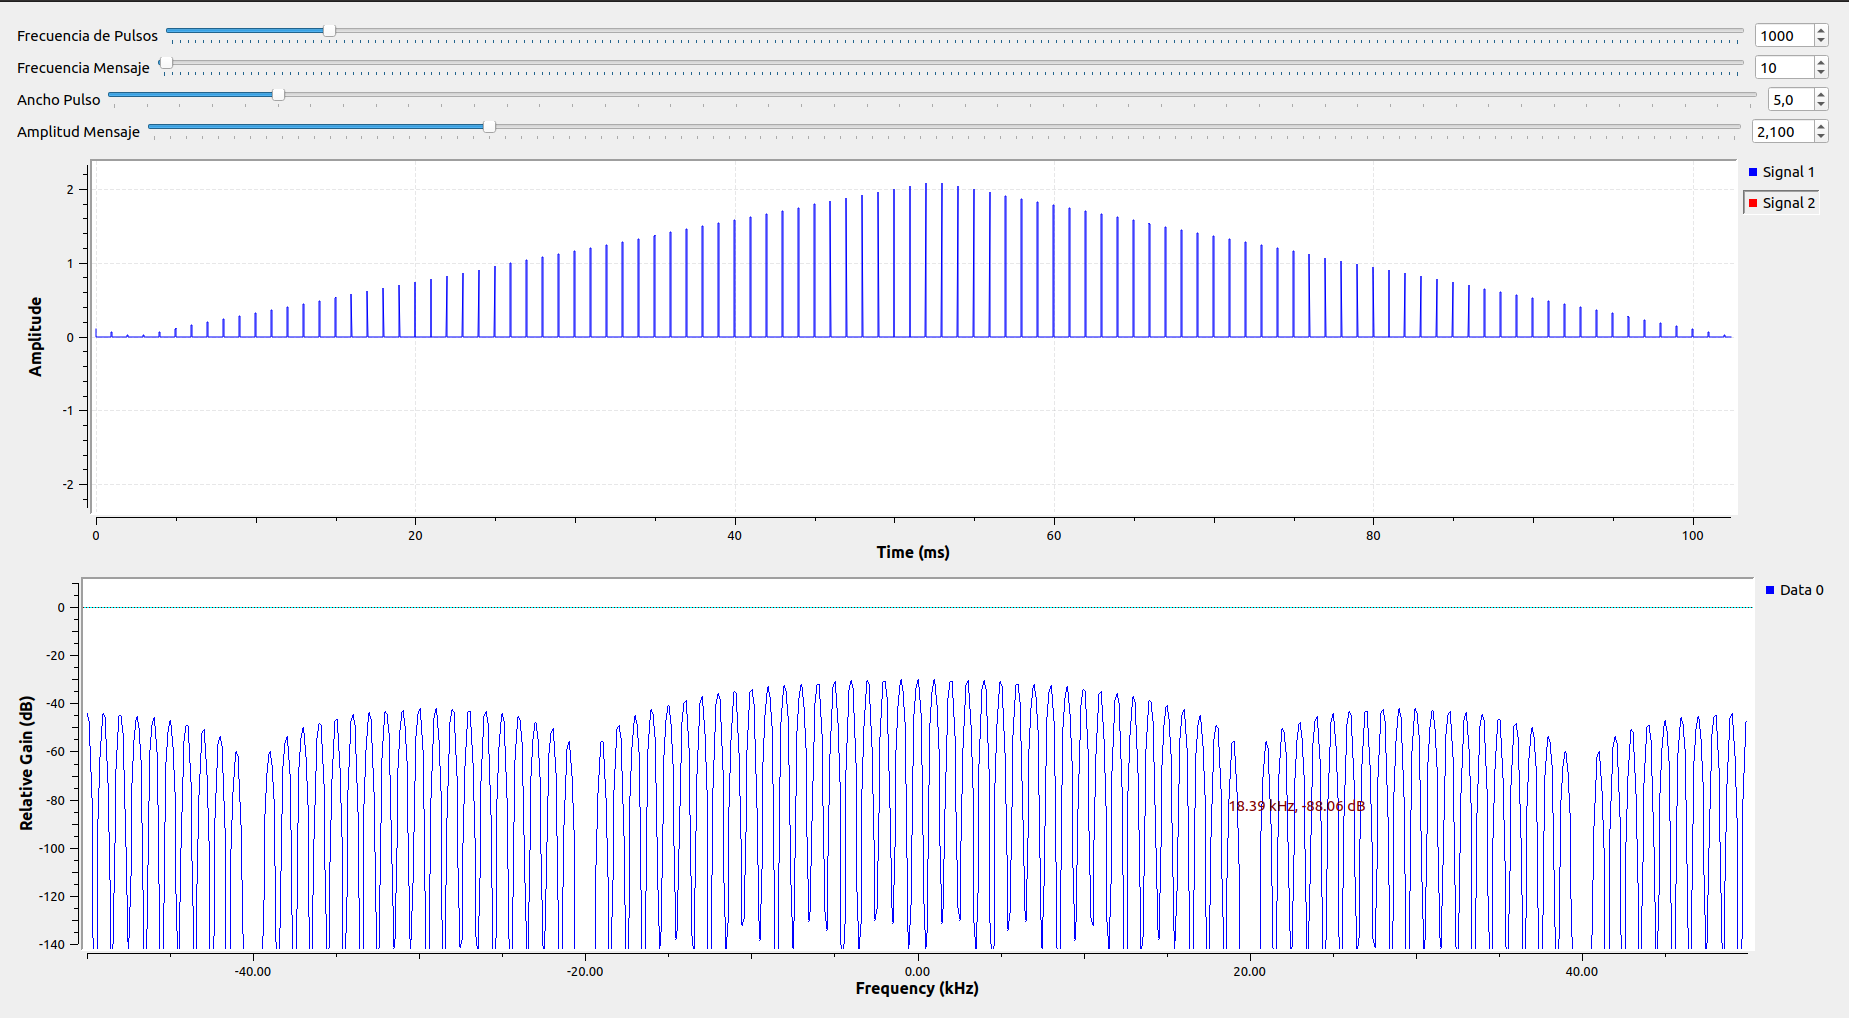 Frecuencia de Pulsos 1000
Frecuencia Mensaje 10
Ancho Pulso 5,0
Amplitud Mensaje 2,100
Signal 1
Signal 2
Amplitude
2
1
0
-1
-2
0 20 40 60 80 100
Time (ms)
Data 0
Relative Gain (dB)
0
-20
-40
-60
-80
-100
-120
-140
18.39 kHz, -88.06 dB
-40.00 -20.00 0.00 20.00 40.00
Frequency (kHz)